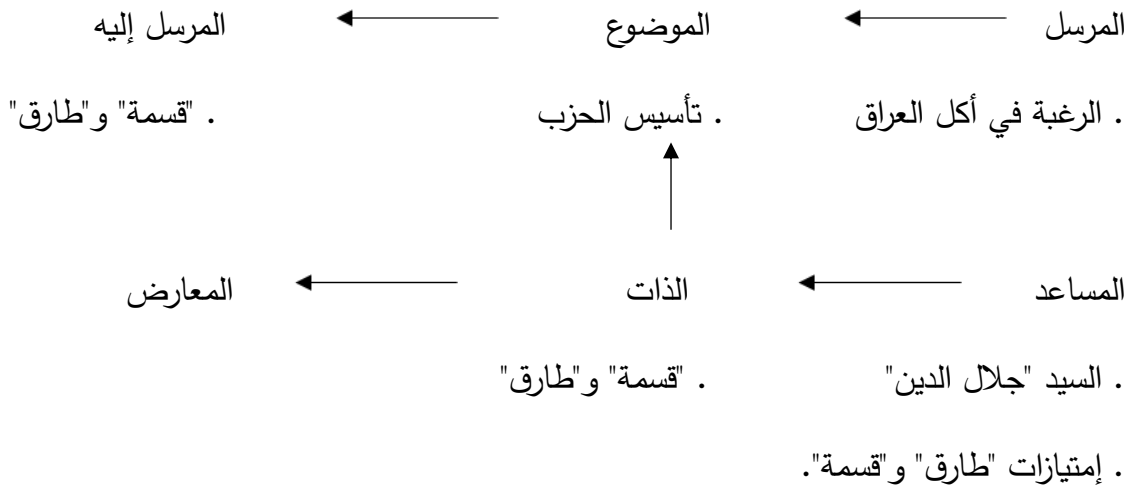 المرسل الموضوع المرسل إليه
. الرغبة في أكل العراق . تأسيس الحزب . "قسمة" و"طارق"
المساعد الذات المعارض
. السيد "جلال الدين" . "قسمة" و"طارق"
. إمتيازات "طارق" و"قسمة".